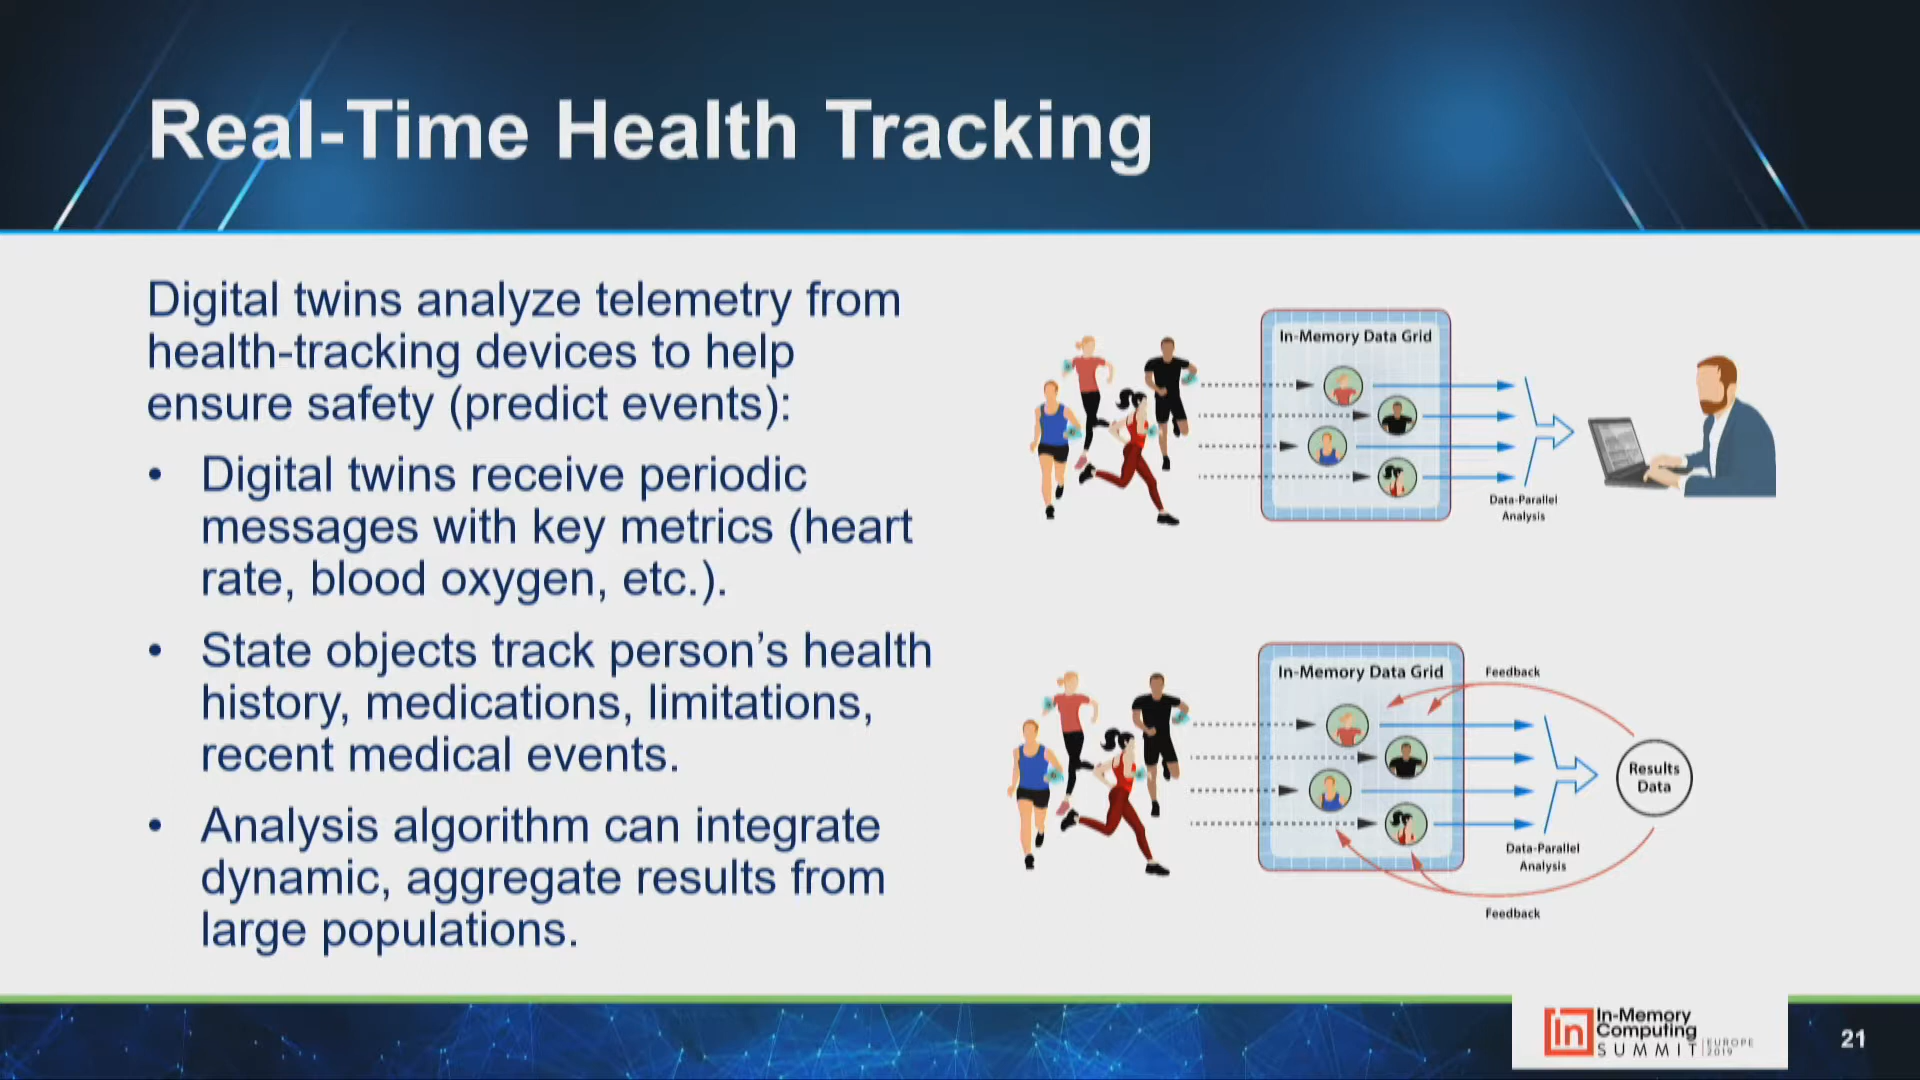 Real-Time Health Tracking
Digital twins analyze telemetry from
health-tracking devices to help
ensure safety (predict events):
• Digital twins receive periodic
messages with key metrics (heart
rate, blood oxygen, etc.).
• State objects track person’s health
history, medications, limitations,
recent medical events.
• Analysis algorithm can integrate
dynamic, aggregate results from
large populations.
In-Memory Data Grid
Data-Parallel
Analysis
In-Memory Data Grid
Feedback
Results
Data
Data-Parallel
Analysis
Feedback
in
In-Memory
Computing
SUMMIT
EUROPE
2019
21